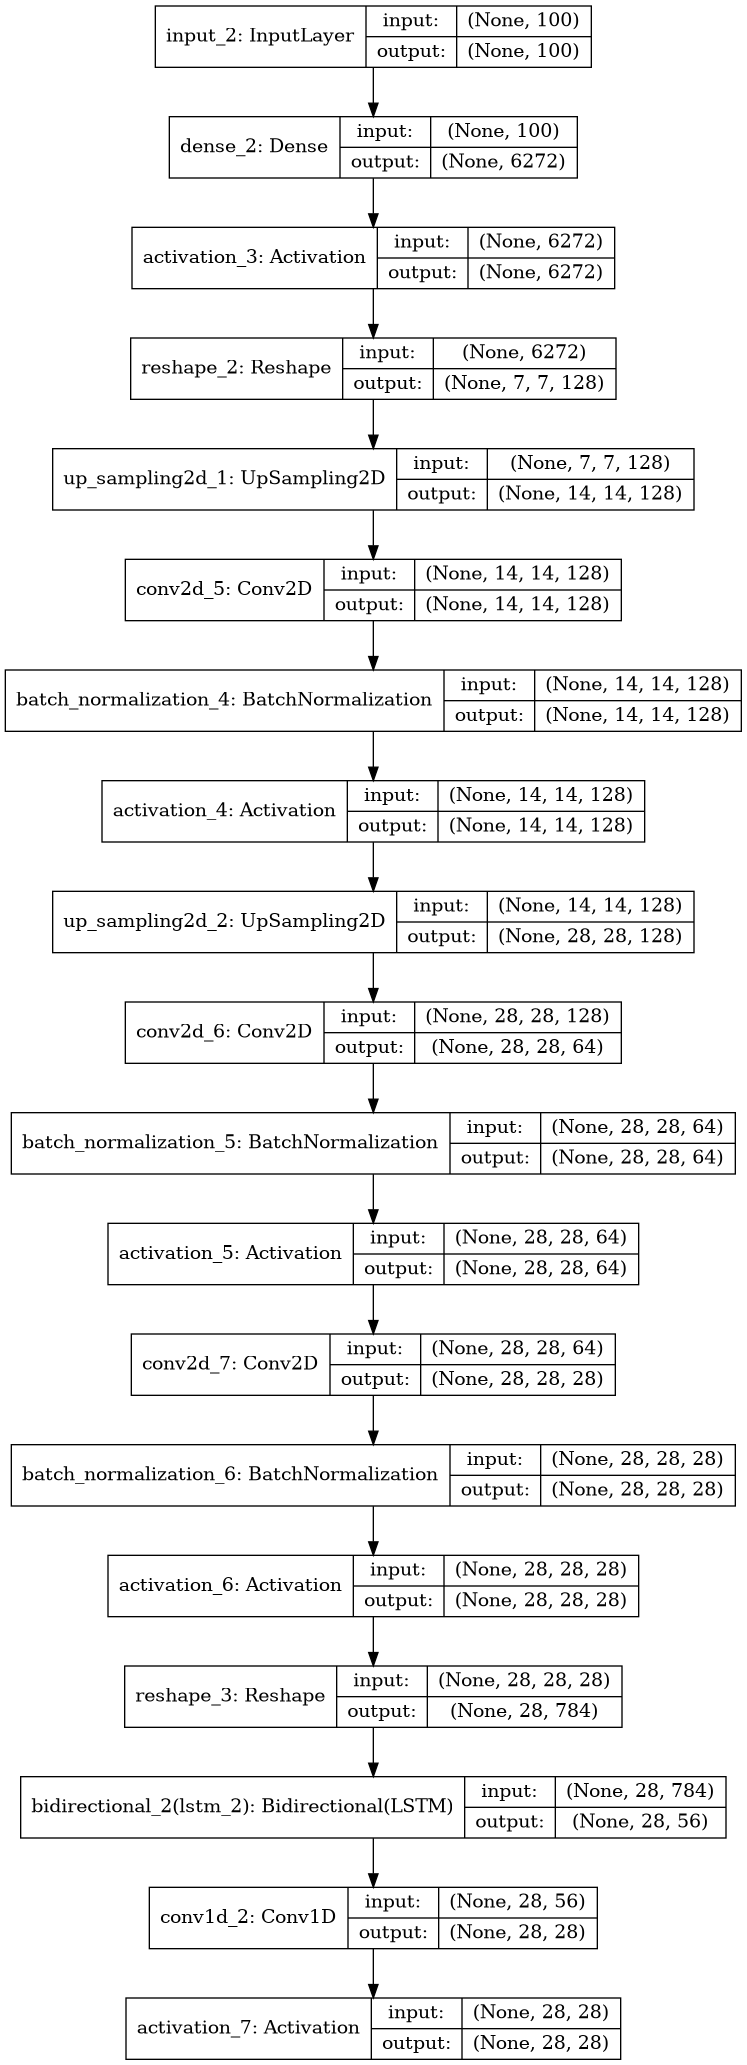 input_2: InputLayer
input: (None, 100)
output: (None, 100)
dense_2: Dense
input: (None, 100)
output: (None, 6272)
activation_3: Activation
input: (None, 6272)
output: (None, 6272)
reshape_2: Reshape
input: (None, 6272)
output: (None, 7, 7, 128)
up_sampling2d_1: UpSampling2D
input: (None, 7, 7, 128)
output: (None, 14, 14, 128)
conv2d_5: Conv2D
input: (None, 14, 14, 128)
output: (None, 14, 14, 128)
batch_normalization_4: BatchNormalization
input: (None, 14, 14, 128)
output: (None, 14, 14, 128)
activation_4: Activation
input: (None, 14, 14, 128)
output: (None, 14, 14, 128)
up_sampling2d_2: UpSampling2D
input: (None, 14, 14, 128)
output: (None, 28, 28, 128)
conv2d_6: Conv2D
input: (None, 28, 28, 128)
output: (None, 28, 28, 64)
batch_normalization_5: BatchNormalization
input: (None, 28, 28, 64)
output: (None, 28, 28, 64)
activation_5: Activation
input: (None, 28, 28, 64)
output: (None, 28, 28, 64)
conv2d_7: Conv2D
input: (None, 28, 28, 64)
output: (None, 28, 28, 28)
batch_normalization_6: BatchNormalization
input: (None, 28, 28, 28)
output: (None, 28, 28, 28)
activation_6: Activation
input: (None, 28, 28, 28)
output: (None, 28, 28, 28)
reshape_3: Reshape
input: (None, 28, 28, 28)
output: (None, 28, 784)
bidirectional_2(lstm_2): Bidirectional(LSTM)
input: (None, 28, 784)
output: (None, 28, 56)
conv1d_2: Conv1D
input: (None, 28, 56)
output: (None, 28, 28)
activation_7: Activation
input: (None, 28, 28)
output: (None, 28, 28)